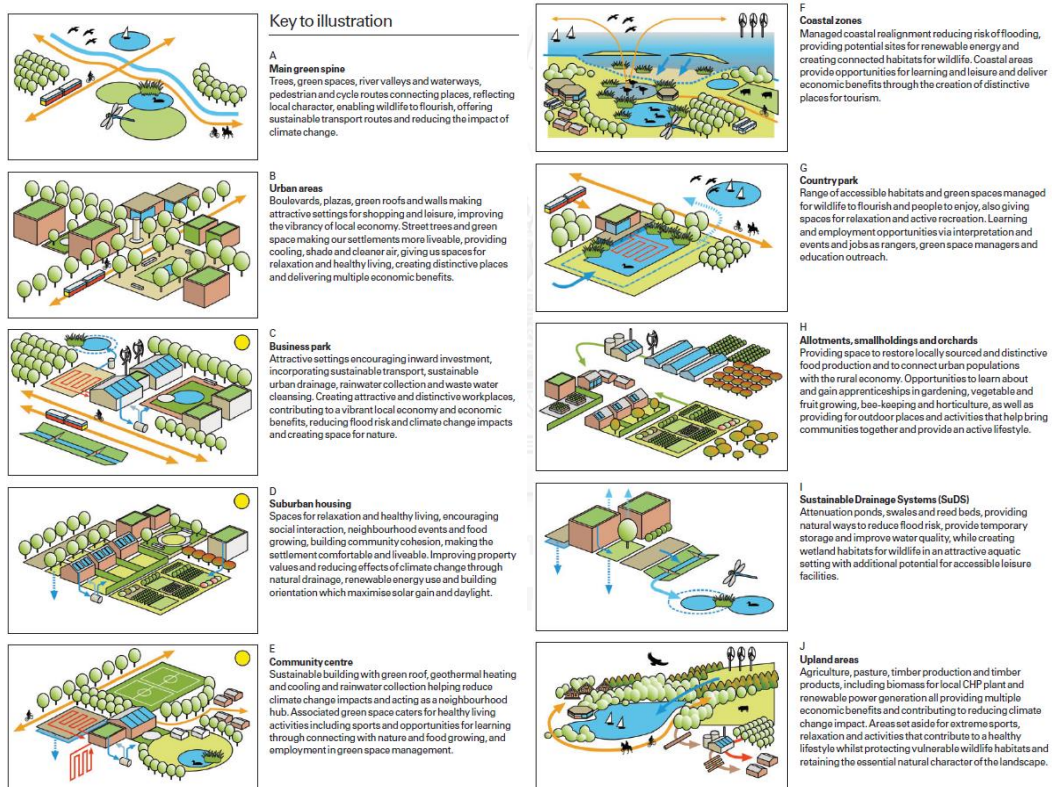 Key to illustration
A
Main green spine
Trees, green spaces, river valleys and waterways,
pedestrian and cycle routes connecting places, reflecting
local character, enabling wildlife to flourish, offering
sustainable transport routes and reducing the impact of
climate change.
B
Urban areas
Boulevards, plazas, green roofs and walls making
attractive settings for shopping and leisure, improving
the vibrancy of local economy. Street trees and green
space making our settlements more liveable, providing
cooling, shade and cleaner air, giving us spaces for
relaxation and healthy living, creating distinctive places
and delivering multiple economic benefits.
C
Business park
Attractive settings encouraging inward investment,
incorporating sustainable transport, sustainable
urban drainage, rainwater collection and waste water
cleansing. Creating attractive and distinctive workplaces,
contributing to a vibrant local economy and economic
benefits, reducing flood risk and climate change impacts
and creating space for nature.
D
Suburban housing
Spaces for relaxation and healthy living, encouraging
social interaction, neighbourhood events and food
growing, building community cohesion, making the
settlement comfortable and liveable. Improving property
values and reducing effects of climate change through
natural drainage, renewable energy use and building
orientation which maximise solar gain and daylight.
E
Community centre
Sustainable building with green roof, geothermal heating
and cooling and rainwater collection helping reduce
climate change impacts and acting as a neighbourhood
hub. Associated green space caters for healthy living
activities including sports and opportunities for learning
through connecting with nature and food growing, and
employment in green space management.
F
Coastal zones
Managed coastal realignment reducing risk of flooding,
providing potential sites for renewable energy and
creating connected habitats for wildlife. Coastal areas
provide opportunities for learning and leisure and deliver
economic benefits through the creation of distinctive
places for tourism.
G
Country park
Range of accessible habitats and green spaces managed
for wildlife to flourish and people to enjoy, also giving
spaces for relaxation and active recreation. Learning
and employment opportunities via interpretation and
events and jobs as rangers, green space managers and
education outreach.
H
Allotments, smallholdings and orchards
Providing space to restore locally sourced and distinctive
food production and to connect urban populations
with the rural economy. Opportunities to learn about
and gain apprenticeships in gardening, vegetable and
fruit growing, bee-keeping and horticulture, as well as
providing for outdoor places and activities that help bring
communities together and provide an active lifestyle.
I
Sustainable Drainage Systems (SuDS)
Attenuation ponds, swales and reed beds, providing
natural ways to reduce flood risk, provide temporary
storage and improve water quality, while creating
wetland habitats for wildlife in an attractive aquatic
setting with additional potential for accessible leisure
facilities.
J
Upland areas
Agriculture, pasture, timber production and timber
products, including biomass for local CHP plant and
renewable power generation all providing multiple
economic benefits and contributing to reducing climate
change impact. Areas set aside for extreme sports,
relaxation and activities that contribute to a healthy
lifestyle whilst protecting vulnerable wildlife habitats and
retaining the essential natural character of the landscape.